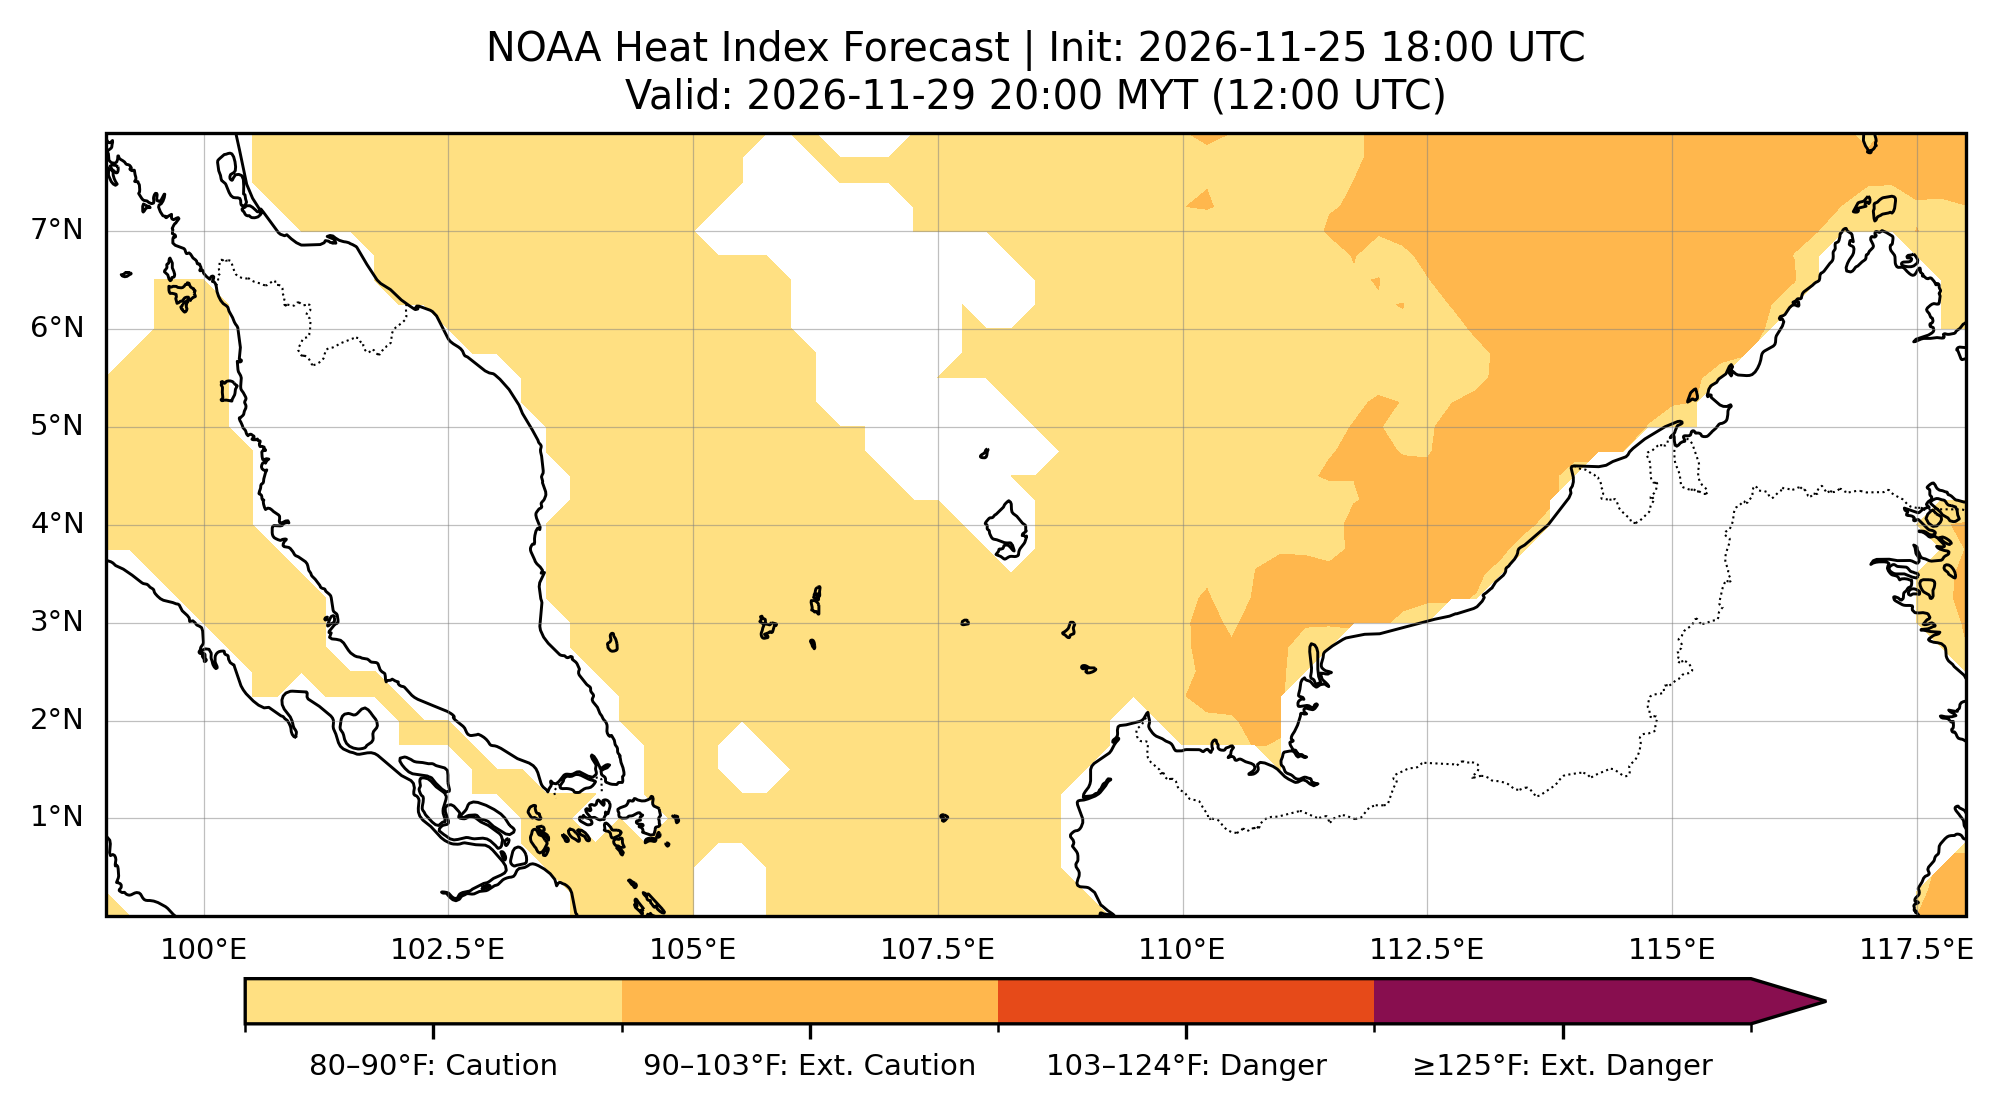 NOAA Heat Index Forecast | Init: 2026-11-25 18:00 UTC
Valid: 2026-11-29 20:00 MYT (12:00 UTC)
7°N
6°N
5°N
4°N
3°N
2°N
1°N
100°E 102.5°E 105°E 107.5°E 110°E 112.5°E 115°E 117.5°E
80–90°F: Caution 90–103°F: Ext. Caution 103–124°F: Danger ≥125°F: Ext. Danger